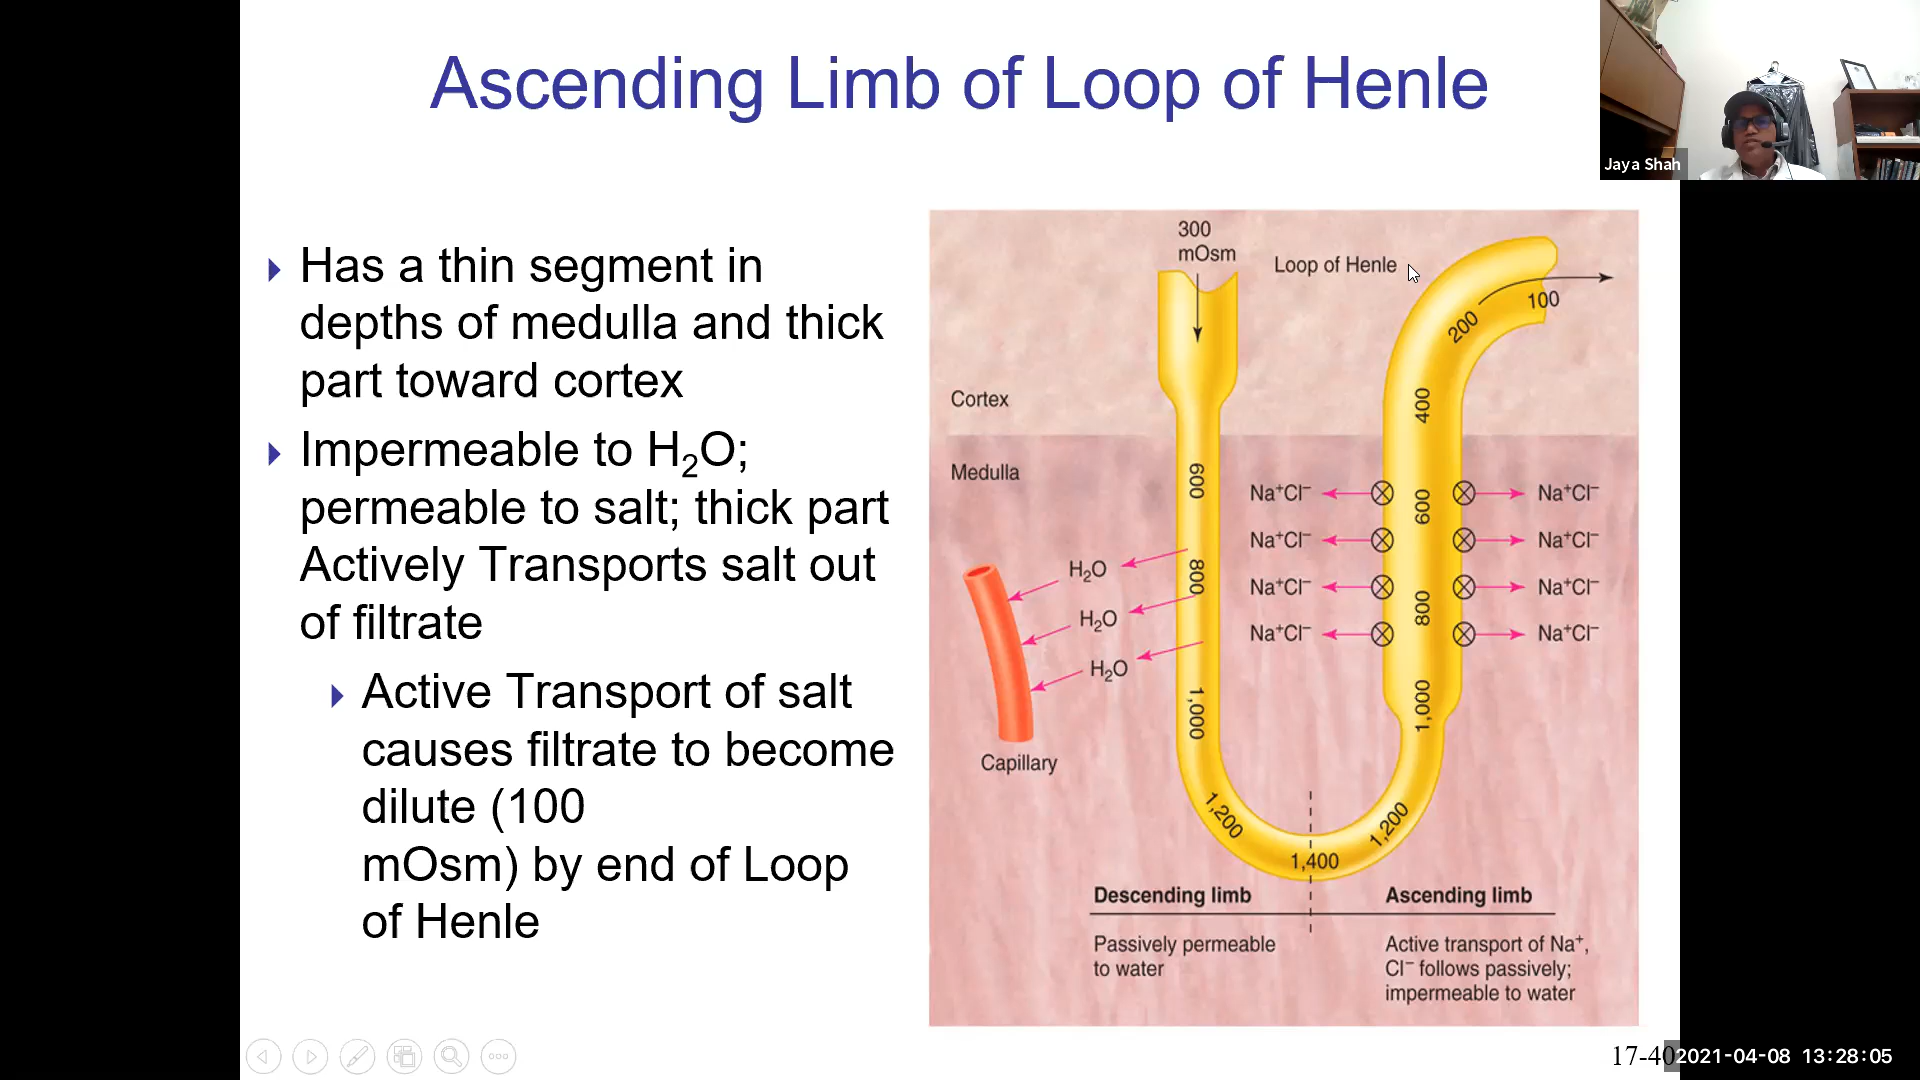 Ascending Limb of Loop of Henle
Jaya Shah
Has a thin segment in
depths of medulla and thick
part toward cortex
Impermeable to H₂O;
permeable to salt; thick part
Actively Transports salt out
of filtrate
Active Transport of salt
causes filtrate to become
dilute (100
mOsm) by end of Loop
of Henle
300
mOsm
Loop of Henle
100
200
400
Cortex
Medulla
600
800
1,000
1,200
1,400
1,200
1,000
800
600
Na⁺Cl⁻
Na⁺Cl⁻
Na⁺Cl⁻
Na⁺Cl⁻
Na⁺Cl⁻
Na⁺Cl⁻
Na⁺Cl⁻
Na⁺Cl⁻
H₂O
H₂O
H₂O
Capillary
Descending limb
Passively permeable
to water
Ascending limb
Active transport of Na⁺,
Cl⁻ follows passively;
impermeable to water
17-40
2021-04-08 13:28:05